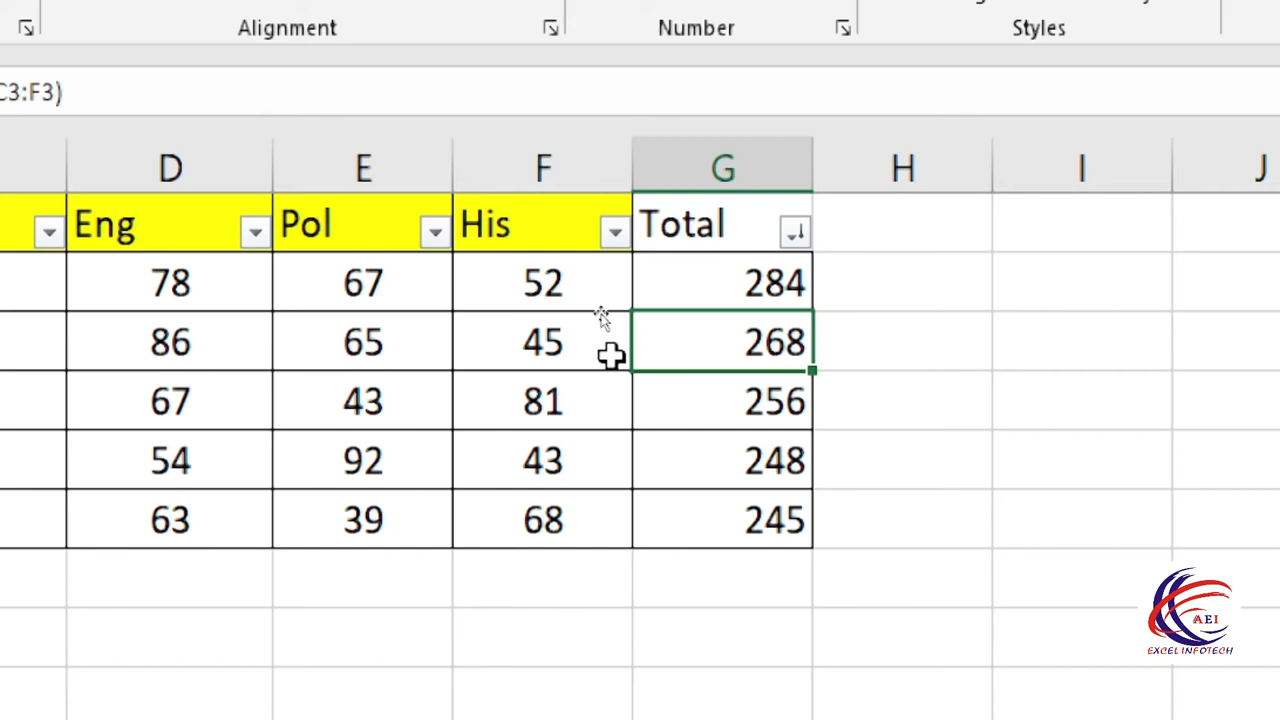 Alignment Number Styles
C3:F3)
D E F G H I J
Eng Pol His Total
78 67 52 284
86 65 45 268
67 43 81 256
54 92 43 248
63 39 68 245
AEI
EXCEL INFOTECH